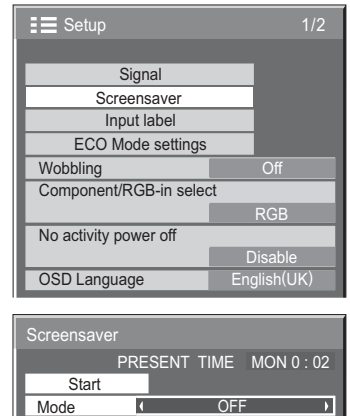 Setup 1/2
Signal
Screensaver
Input label
ECO Mode settings
Wobbling Off
Component/RGB-in select
RGB
No activity power off
Disable
OSD Language English(UK)
Screensaver
PRESENT TIME MON 0 : 02
Start
Mode OFF